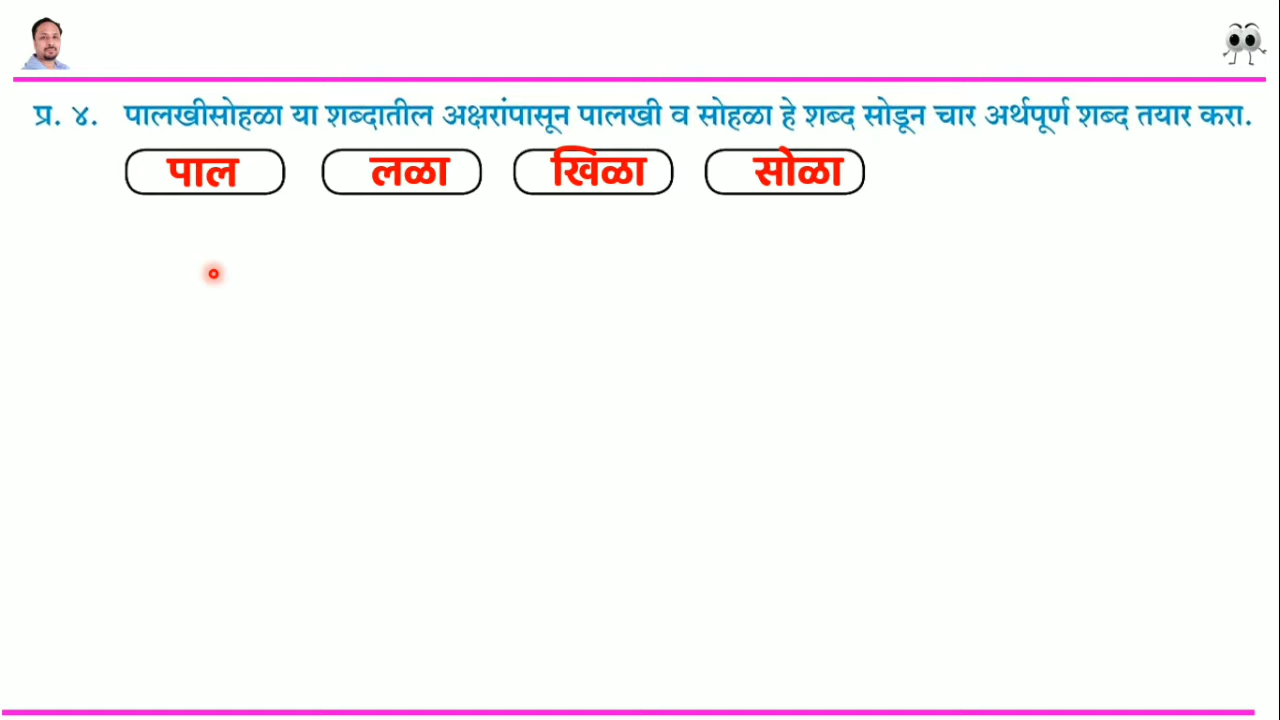 प्र. ४. पालखीसोहळा या शब्दातील अक्षरांपासून पालखी व सोहळा हे शब्द सोडून चार अर्थपूर्ण शब्द तयार करा.
पाल लळा खिळा सोळा